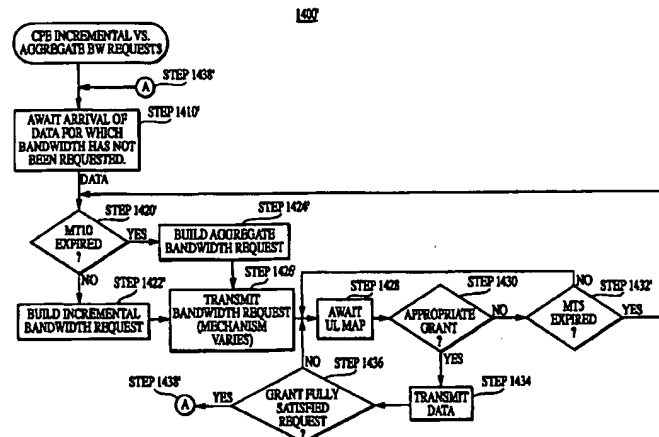 1400'
CPE INCREMENTAL VS.
AGGREGATE BW REQUESTS
A
STEP 1438'
AWAIT ARRIVAL OF
DATA FOR WHICH
BANDWIDTH HAS NOT
BEEN REQUESTED.
STEP 1410'
DATA
MT10
EXPIRED
?
STEP 1420'
YES
NO
BUILD AGGREGATE
BANDWIDTH REQUEST
STEP 1424'
BUILD INCREMENTAL
BANDWIDTH REQUEST
STEP 1422'
TRANSMIT
BANDWIDTH REQUEST
(MECHANISM
VARIES)
STEP 1426'
AWAIT
UL MAP
STEP 1428
APPROPRIATE
GRANT
?
STEP 1430
NO
YES
MT5
EXPIRED
?
STEP 1432'
NO
YES
TRANSMIT
DATA
STEP 1434
GRANT FULLY
SATISFIED
REQUEST
?
STEP 1436
NO
YES
A
STEP 1438'